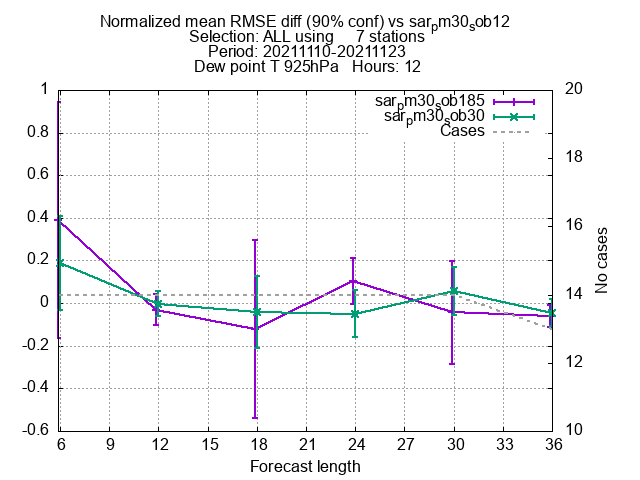 Normalized mean RMSE diff (90% conf) vs sarpm30sob12
Selection: ALL using 7 stations
Period: 20211110-20211123
Dew point T 925hPa Hours: 12
1 20
sarpm30sob185
sarpm30sob30
0.8
Cases
18
0.6
0.4 16
0.2
No cases
0 14
-0.2
12
-0.4
-0.6 10
6 9 12 15 18 21 24 27 30 33 36
Forecast length